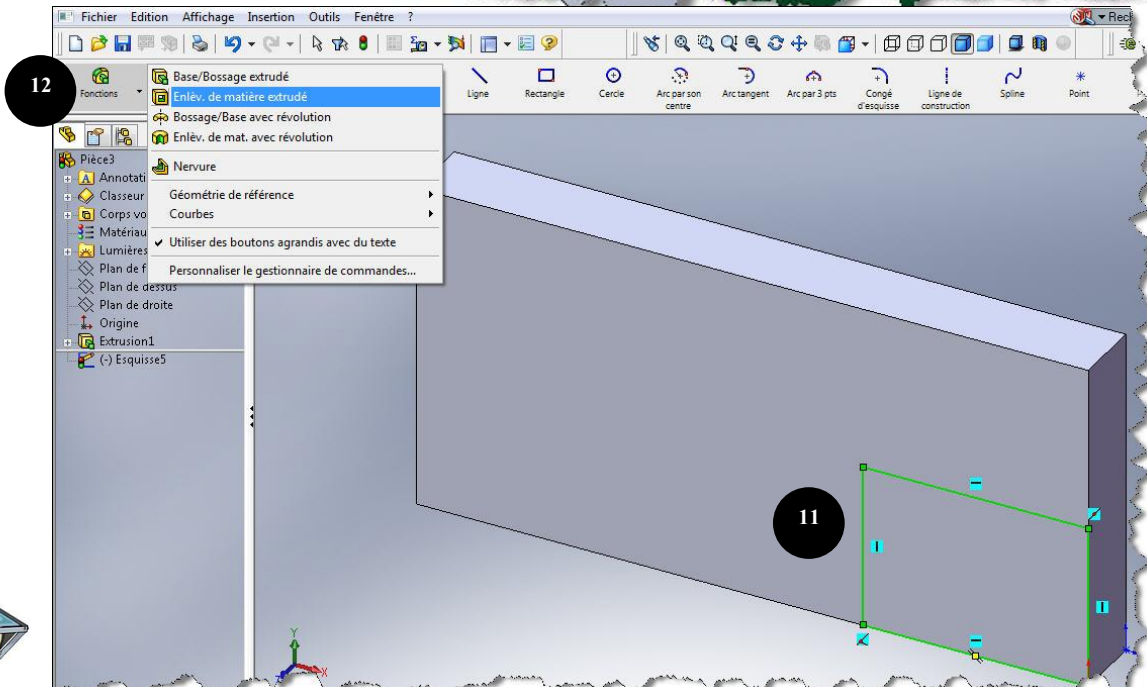 Fichier Edition Affichage Insertion Outils Fenêtre ?
12
Fonctions
Base/Bossage extrudé
Enlèv. de matière extrudé
Bossage/Base avec révolution
Enlèv. de mat. avec révolution
Nervure
Géométrie de référence
Courbes
Utiliser des boutons agrandis avec du texte
Personnaliser le gestionnaire de commandes...
Ligne
Rectangle
Cercle
Arc par son centre
Arc tangent
Arc par 3 pts
Congé d'esquisse
Ligne de construction
Spline
Point
Pièce3
A Annotati
Classeur
Corps vo
Matériau
Lumières
Plan de f
Plan de dessus
Plan de droite
Origine
Extrusion1
(-) Esquisse5
11
Y
X